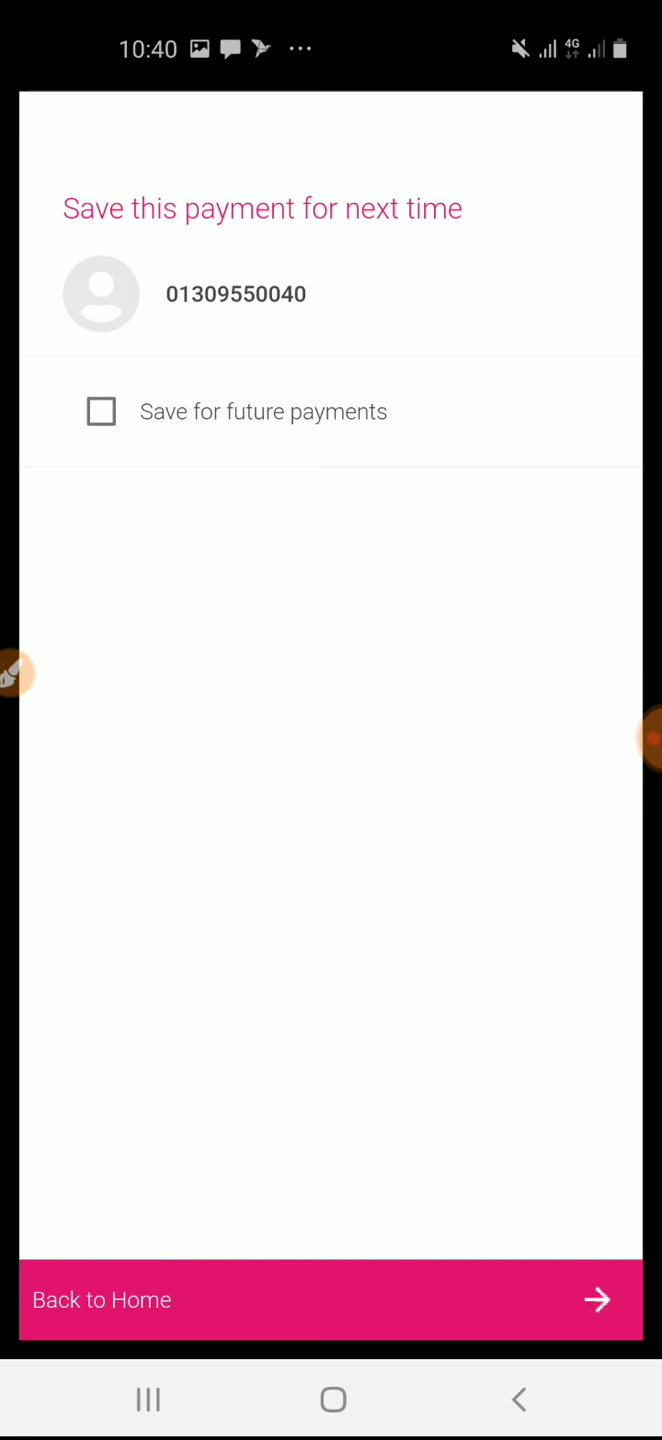 10:40
4G
Save this payment for next time
01309550040
Save for future payments
Back to Home